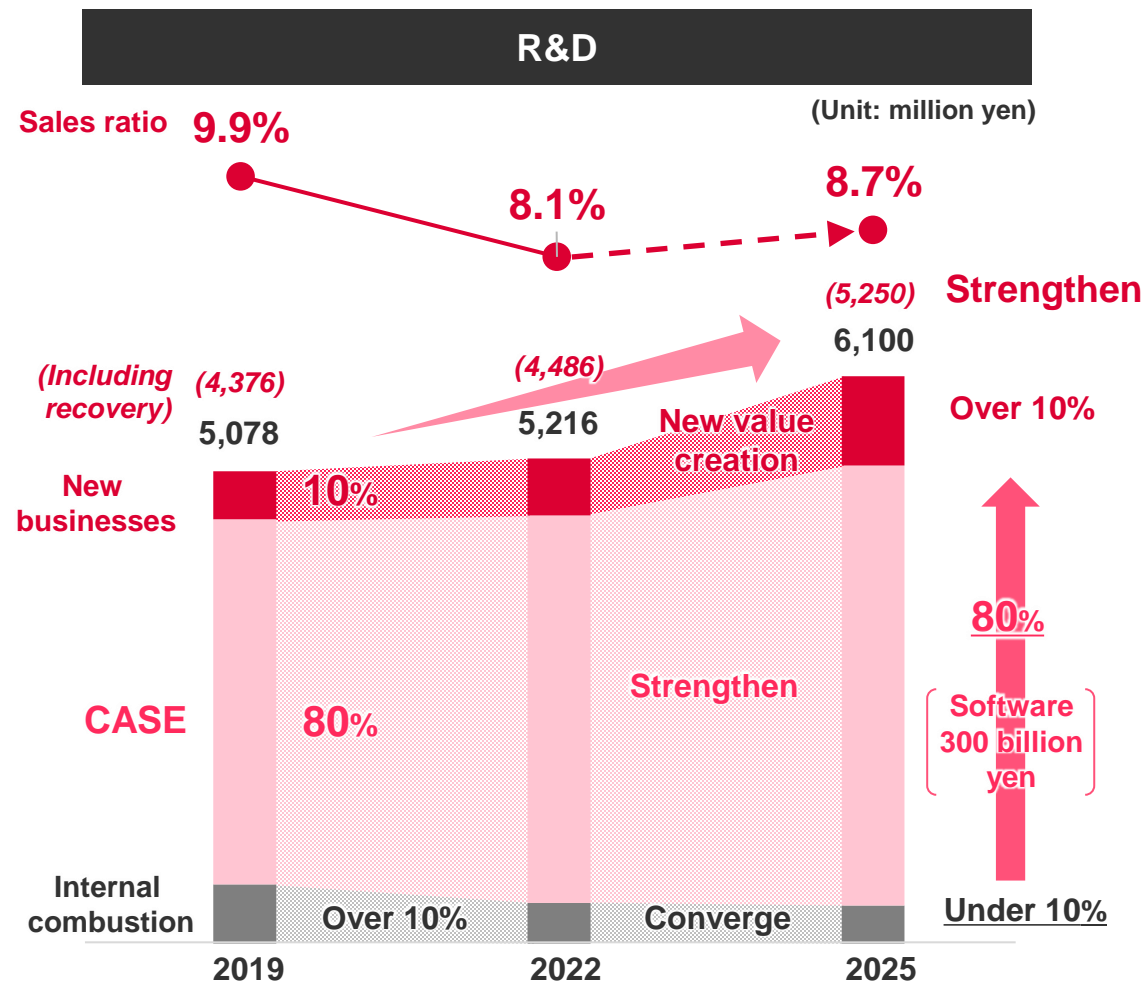 R&D
(Unit: million yen)
Sales ratio
9.9%
8.1%
8.7%
(5,250)
Strengthen
6,100
(Including
recovery)
(4,376)
(4,486)
5,078
5,216
New value
creation
Over 10%
New
businesses
10%
80%
Strengthen
CASE
80%
Software
300 billion
yen
Internal
combustion
Over 10%
Converge
Under 10%
2019
2022
2025